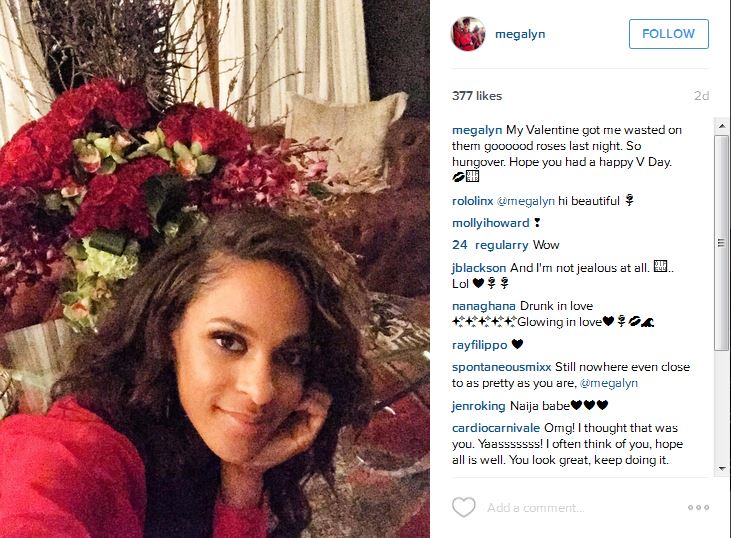 megalyn
FOLLOW
377 likes
2d
megalyn My Valentine got me wasted on
them goooood roses last night. So
hungover. Hope you had a happy V Day.
rololinx @megalyn hi beautiful
mollyihoward
24 regularry Wow
jblackson And I'm not jealous at all. ..
Lol
nanaghana Drunk in love
Glowing in love
rayfilippo
spontaneousmixx Still nowhere even close
to as pretty as you are, @megalyn
jenroking Naija babe
cardiocarnivale Omg! I thought that was
you. Yaasssssss! I often think of you, hope
all is well. You look great, keep doing it.
Add a comment...